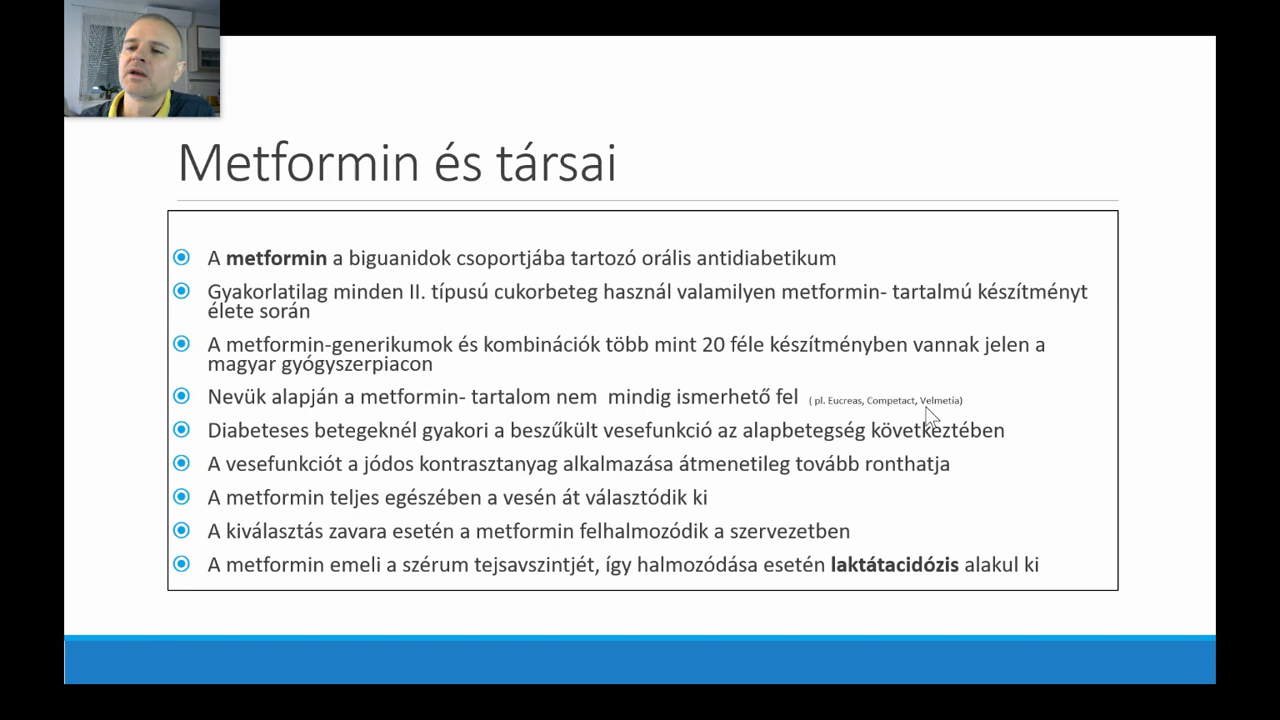 Metformin és társai
A metformin a biguanidok csoportjába tartozó orális antidiabetikum
Gyakorlatilag minden II. típusú cukorbeteg használ valamilyen metformin- tartalmú készítményt
élete során
A metformin-generikumok és kombinációk több mint 20 féle készítményben vannak jelen a
magyar gyógyszerpiacon
Nevük alapján a metformin- tartalom nem  mindig ismerhető fel  ( pl. Eucreas, Competact, Velmetia)
Diabeteses betegeknél gyakori a beszűkült vesefunkció az alapbetegség következtében
A vesefunkciót a jódos kontrasztanyag alkalmazása átmenetileg tovább ronthatja
A metformin teljes egészében a vesén át választódik ki
A kiválasztás zavara esetén a metformin felhalmozódik a szervezetben
A metformin emeli a szérum tejsavszintjét, így halmozódása esetén laktátacidózis alakul ki